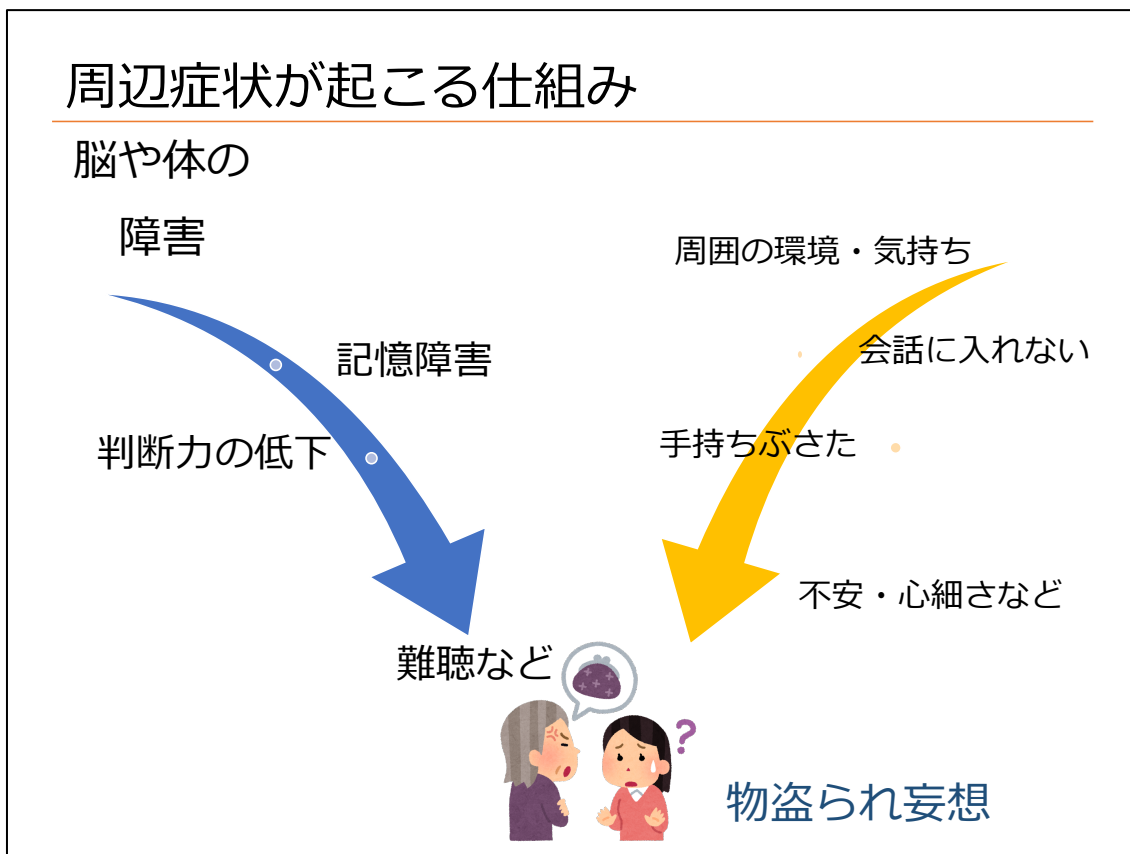 周辺症状が起こる仕組み
脳や体の
障害
記憶障害
判断力の低下
難聴など
周囲の環境・気持ち
会話に入れない
手持ちぶさた
不安・心細さなど
?
物盗られ妄想